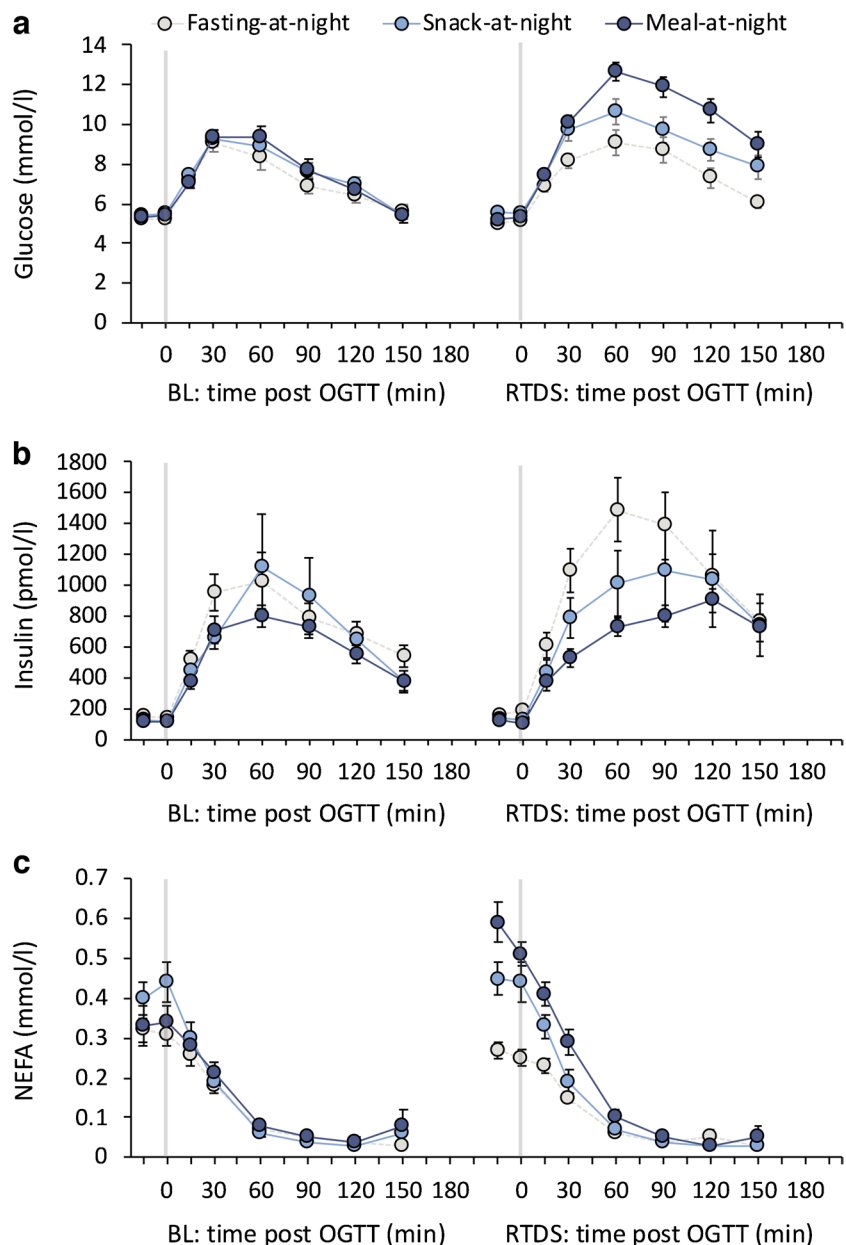 a
Fasting-at-night Snack-at-night Meal-at-night
Glucose (mmol/l)
14
12
10
8
6
4
2
0
0 30 60 90 120 150 180 0 30 60 90 120 150 180
BL: time post OGTT (min) RTDS: time post OGTT (min)
b
Insulin (pmol/l)
1800
1600
1400
1200
1000
800
600
400
200
0
0 30 60 90 120 150 180 0 30 60 90 120 150 180
BL: time post OGTT (min) RTDS: time post OGTT (min)
c
NEFA (mmol/l)
0.7
0.6
0.5
0.4
0.3
0.2
0.1
0
0 30 60 90 120 150 180 0 30 60 90 120 150 180
BL: time post OGTT (min) RTDS: time post OGTT (min)